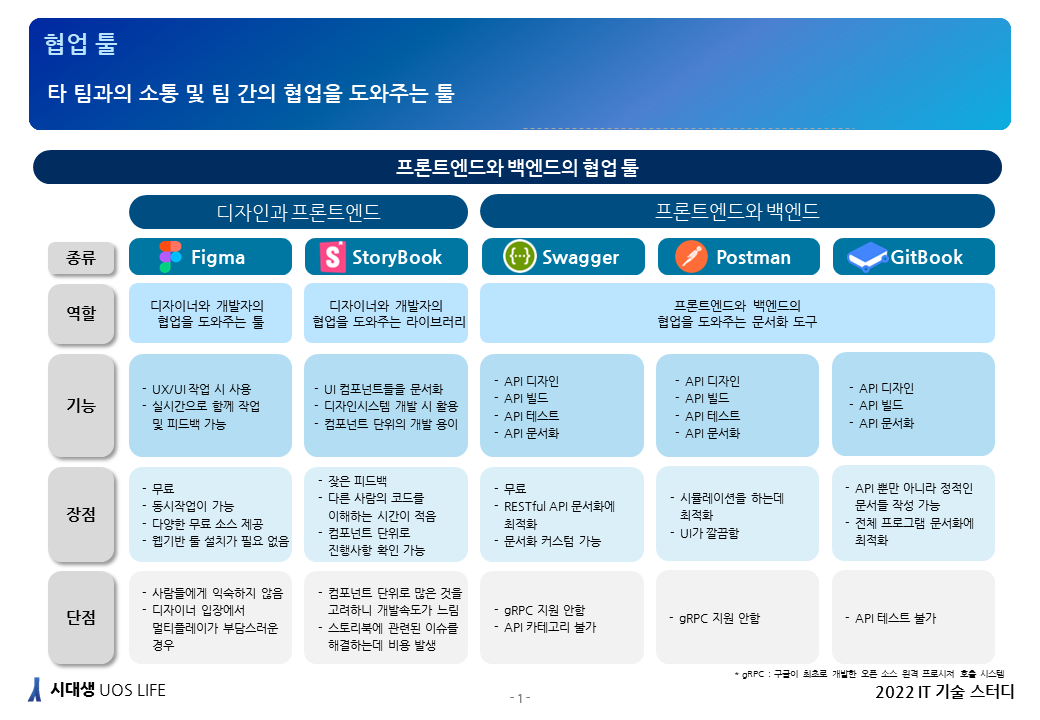 협업 툴
타 팀과의 소통 및 팀 간의 협업을 도와주는 툴
프론트엔드와 백엔드의 협업 툴
디자인과 프론트엔드
프론트엔드와 백엔드
종류
Figma
StoryBook
Swagger
Postman
GitBook
역할
디자이너와 개발자의
협업을 도와주는 툴
디자이너와 개발자의
협업을 도와주는 라이브러리
프론트엔드와 백엔드의
협업을 도와주는 문서화 도구
기능
- UX/UI 작업 시 사용
- 실시간으로 함께 작업
및 피드백 가능
- UI 컴포넌트들을 문서화
- 디자인시스템 개발 시 활용
- 컴포넌트 단위의 개발 용이
- API 디자인
- API 빌드
- API 테스트
- API 문서화
- API 디자인
- API 빌드
- API 테스트
- API 문서화
- API 디자인
- API 빌드
- API 문서화
장점
- 무료
- 동시작업이 가능
- 다양한 무료 소스 제공
- 웹기반 툴 설치가 필요 없음
- 잦은 피드백
- 다른 사람의 코드를
이해하는 시간이 적음
- 컴포넌트 단위로
진행사항 확인 가능
- 무료
- RESTful API 문서화에
최적화
- 문서화 커스텀 가능
- 시뮬레이션을 하는데
최적화
- UI가 깔끔함
- API 뿐만 아니라 정적인
문서들 작성 가능
- 전체 프로그램 문서화에
최적화
단점
- 사람들에게 익숙하지 않음
- 디자이너 입장에서
멀티플레이가 부담스러운
경우
- 컴포넌트 단위로 많은 것을
고려하니 개발속도가 느림
- 스토리북에 관련된 이슈를
해결하는데 비용 발생
- gRPC 지원 안함
- API 카테고리 불가
- gRPC 지원 안함
- API 테스트 불가
* gRPC : 구글이 최초로 개발한 오픈 소스 원격 프로시저 호출 시스템
시대생 UOS LIFE
- 1 -
2022 IT 기술 스터디